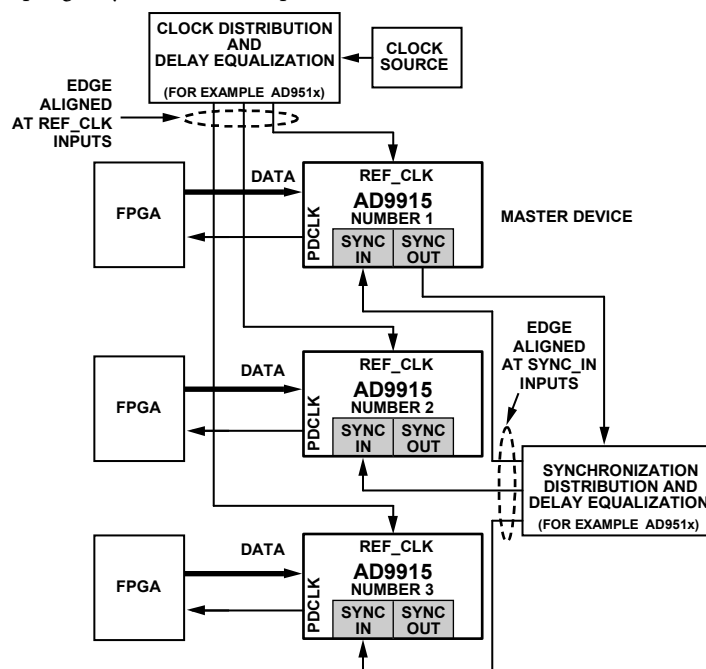 CLOCK DISTRIBUTION
AND
DELAY EQUALIZATION
(FOR EXAMPLE AD951x)
CLOCK
SOURCE
EDGE
ALIGNED
AT REF_CLK
INPUTS
FPGA
DATA
REF_CLK
AD9915
NUMBER 1
PDCLK
SYNC
IN
SYNC
OUT
MASTER DEVICE
FPGA
DATA
REF_CLK
AD9915
NUMBER 2
PDCLK
SYNC
IN
SYNC
OUT
EDGE
ALIGNED
AT SYNC_IN
INPUTS
SYNCHRONIZATION
DISTRIBUTION AND
DELAY EQUALIZATION
(FOR EXAMPLE AD951x)
FPGA
DATA
REF_CLK
AD9915
NUMBER 3
PDCLK
SYNC
IN
SYNC
OUT